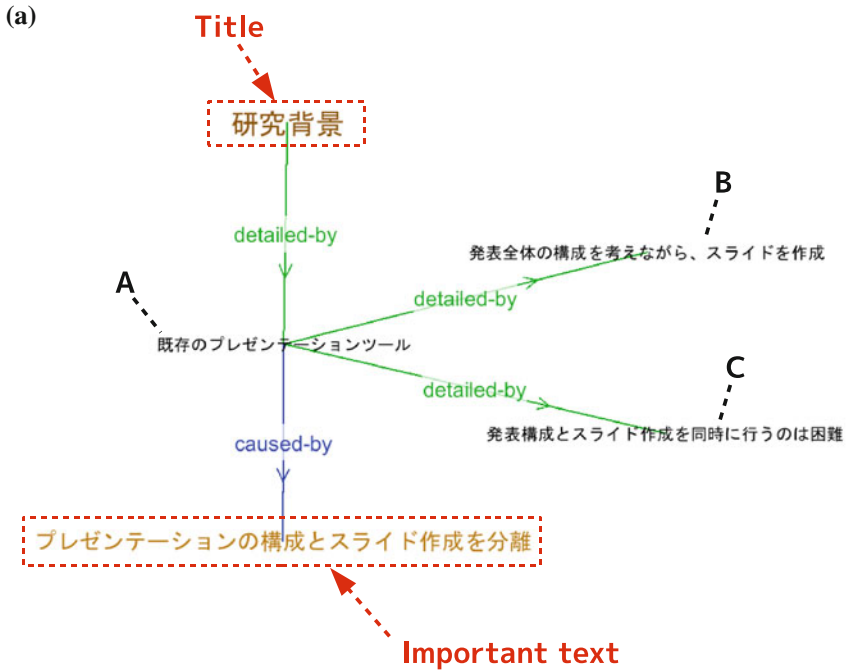 (a)
Title
研究背景
detailed-by
B
発表全体の構成を考えながら、スライドを作成
A
detailed-by
既存のプレゼンテーションツール
detailed-by
C
caused-by
発表構成とスライド作成を同時に行うのは困難
プレゼンテーションの構成とスライド作成を分離
Important text